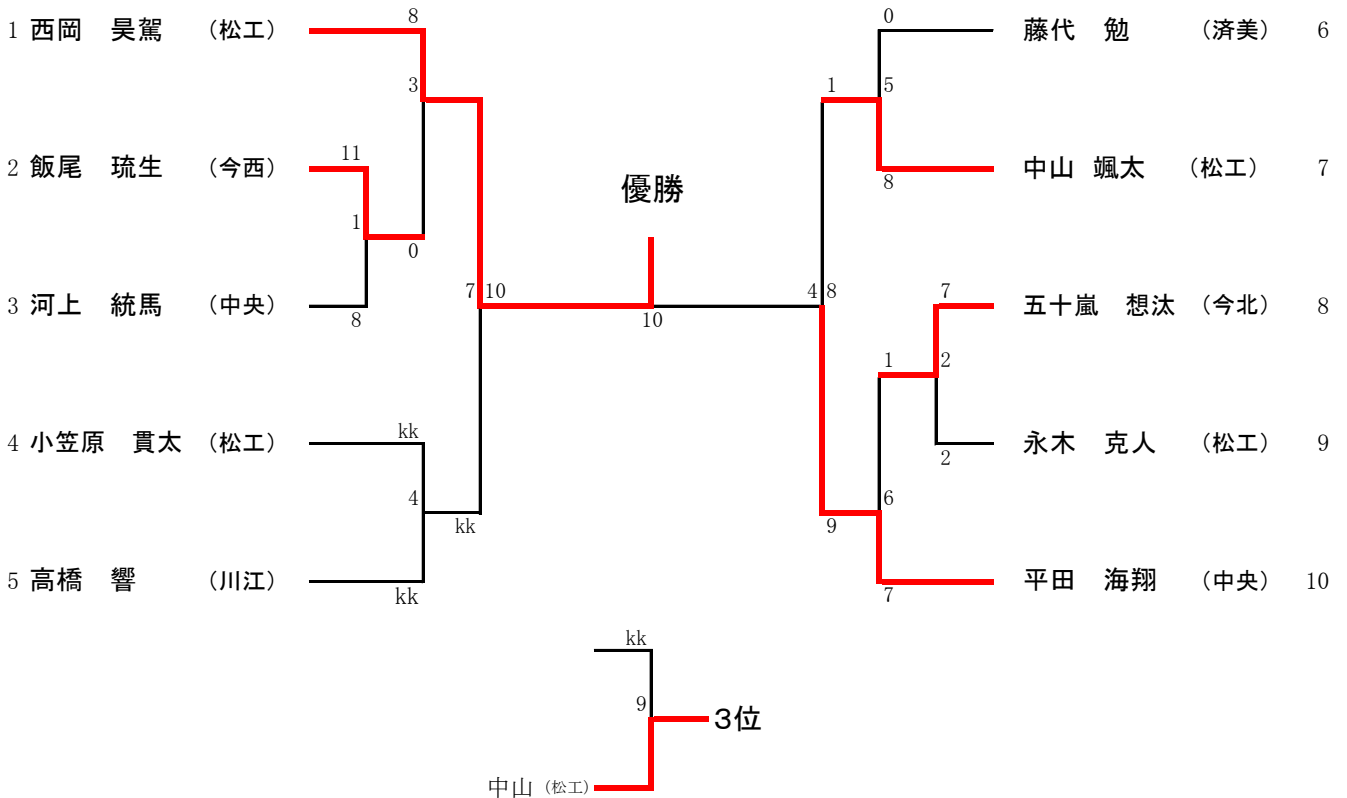 8
1 西岡 昊駕 （松工）
3
11
2 飯尾 琉生 （今西）
1
0
3 河上 統馬 （中央）
8
7 10
kk
4 小笠原 貫太 （松工）
4
kk
5 高橋 響 （川江）
kk
優勝
10
0
藤代 勉 （済美） 6
1
5
中山 颯太 （松工） 7
8
4 8
7
五十嵐 想汰 （今北） 8
1
2
永木 克人 （松工） 9
2
6
9
平田 海翔 （中央） 10
7
kk
9
3位
中山（松工）